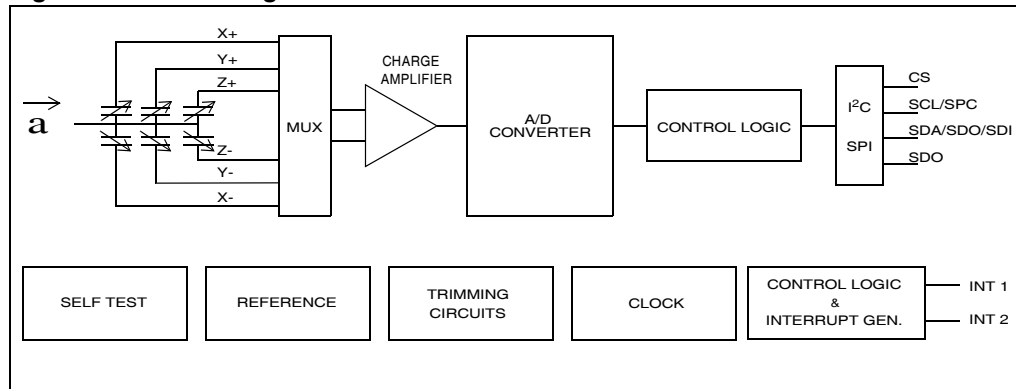 X+
Y+
Z+
a
Z-
Y-
X-
MUX
CHARGE
AMPLIFIER
A/D
CONVERTER
CONTROL LOGIC
I²C
SPI
CS
SCL/SPC
SDA/SDO/SDI
SDO
SELF TEST
REFERENCE
TRIMMING
CIRCUITS
CLOCK
CONTROL LOGIC
&
INTERRUPT GEN.
INT 1
INT 2